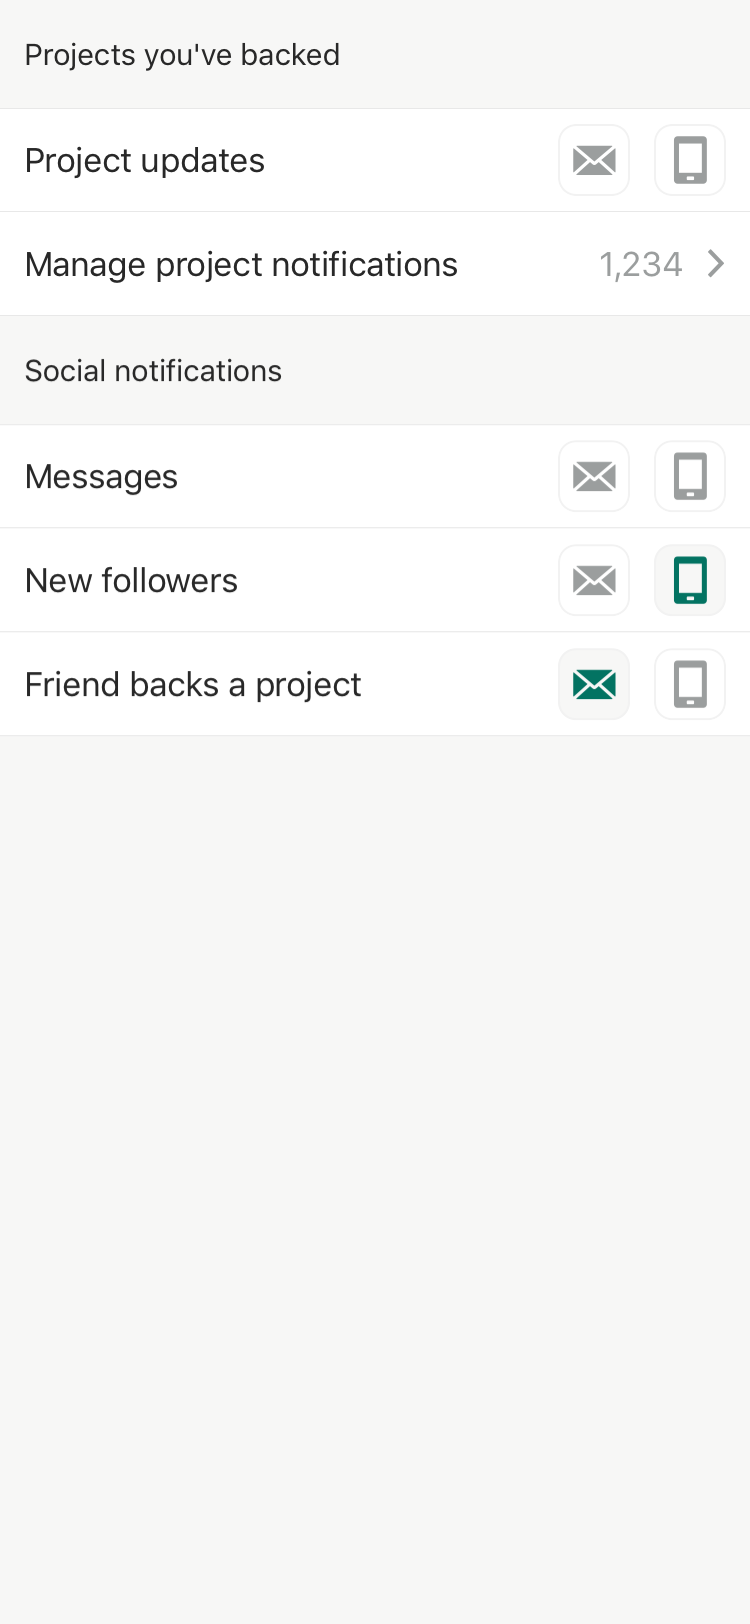 Projects you've backed
Project updates
Manage project notifications 1,234
Social notifications
Messages
New followers
Friend backs a project